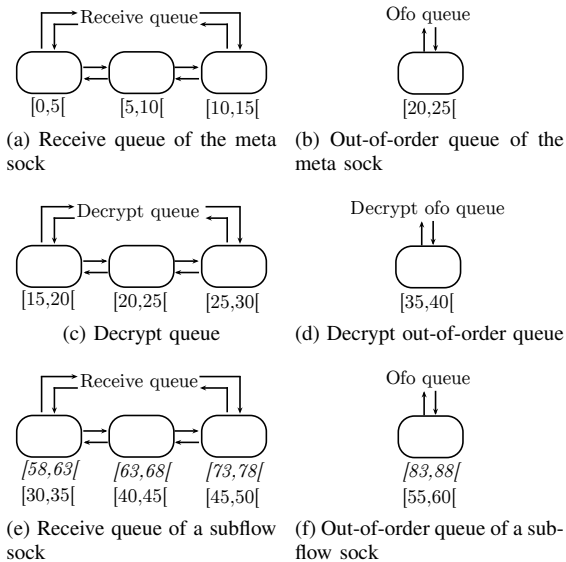 Receive queue
Ofo queue
[0,5[
[5,10[
[10,15[
[20,25[
(a) Receive queue of the meta
sock
(b) Out-of-order queue of the
meta sock
Decrypt queue
Decrypt ofo queue
[15,20[
[20,25[
[25,30[
[35,40[
(c) Decrypt queue
(d) Decrypt out-of-order queue
Receive queue
Ofo queue
[58,63[
[63,68[
[73,78[
[83,88[
[30,35[
[40,45[
[45,50[
[55,60[
(e) Receive queue of a subflow
sock
(f) Out-of-order queue of a sub-
flow sock